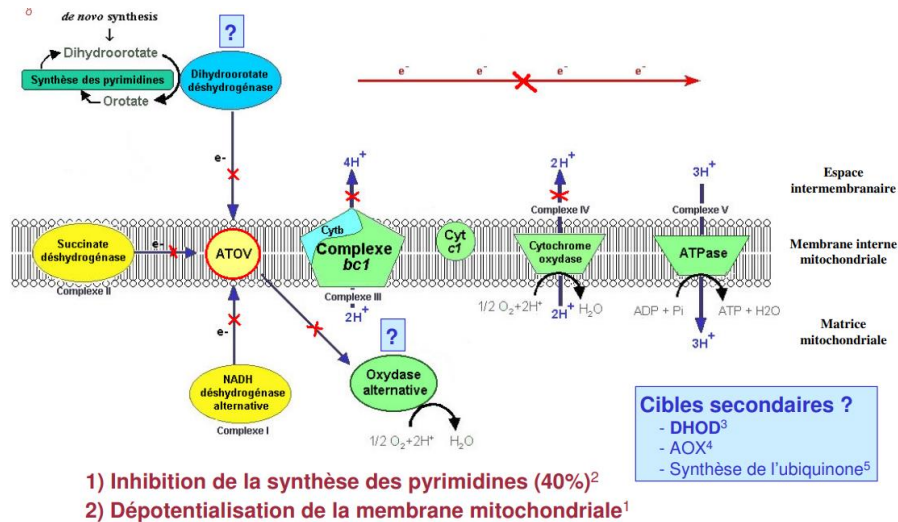 de novo synthesis
?
Dihydroorotate
Synthèse des pyrimidines
Orotate
Dihydroorotate
déshydrogénase
e- e- e- e-
e-
4H+
2H+
3H+
Espace
intermembranaire
Complexe IV
Complexe V
Succinate
déshydrogénase
e-
ATOV
Cytb
Complexe
bc1
Cyt
c1
Cytochrome
oxydase
ATPase
Membrane interne
mitochondriale
Complexe II
Complexe III
2H+
1/2 O2+2H+
2H+
H2O
ADP + Pi
ATP + H2O
3H+
Matrice
mitochondriale
e-
?
NADH
déshydrogénase
alternative
Complexe I
Oxydase
alternative
1/2 O2+2H+
H2O
Cibles secondaires ?
- DHOD3
- AOX4
- Synthèse de l'ubiquinone5
1) Inhibition de la synthèse des pyrimidines (40%)2
2) Dépotentialisation de la membrane mitochondriale1